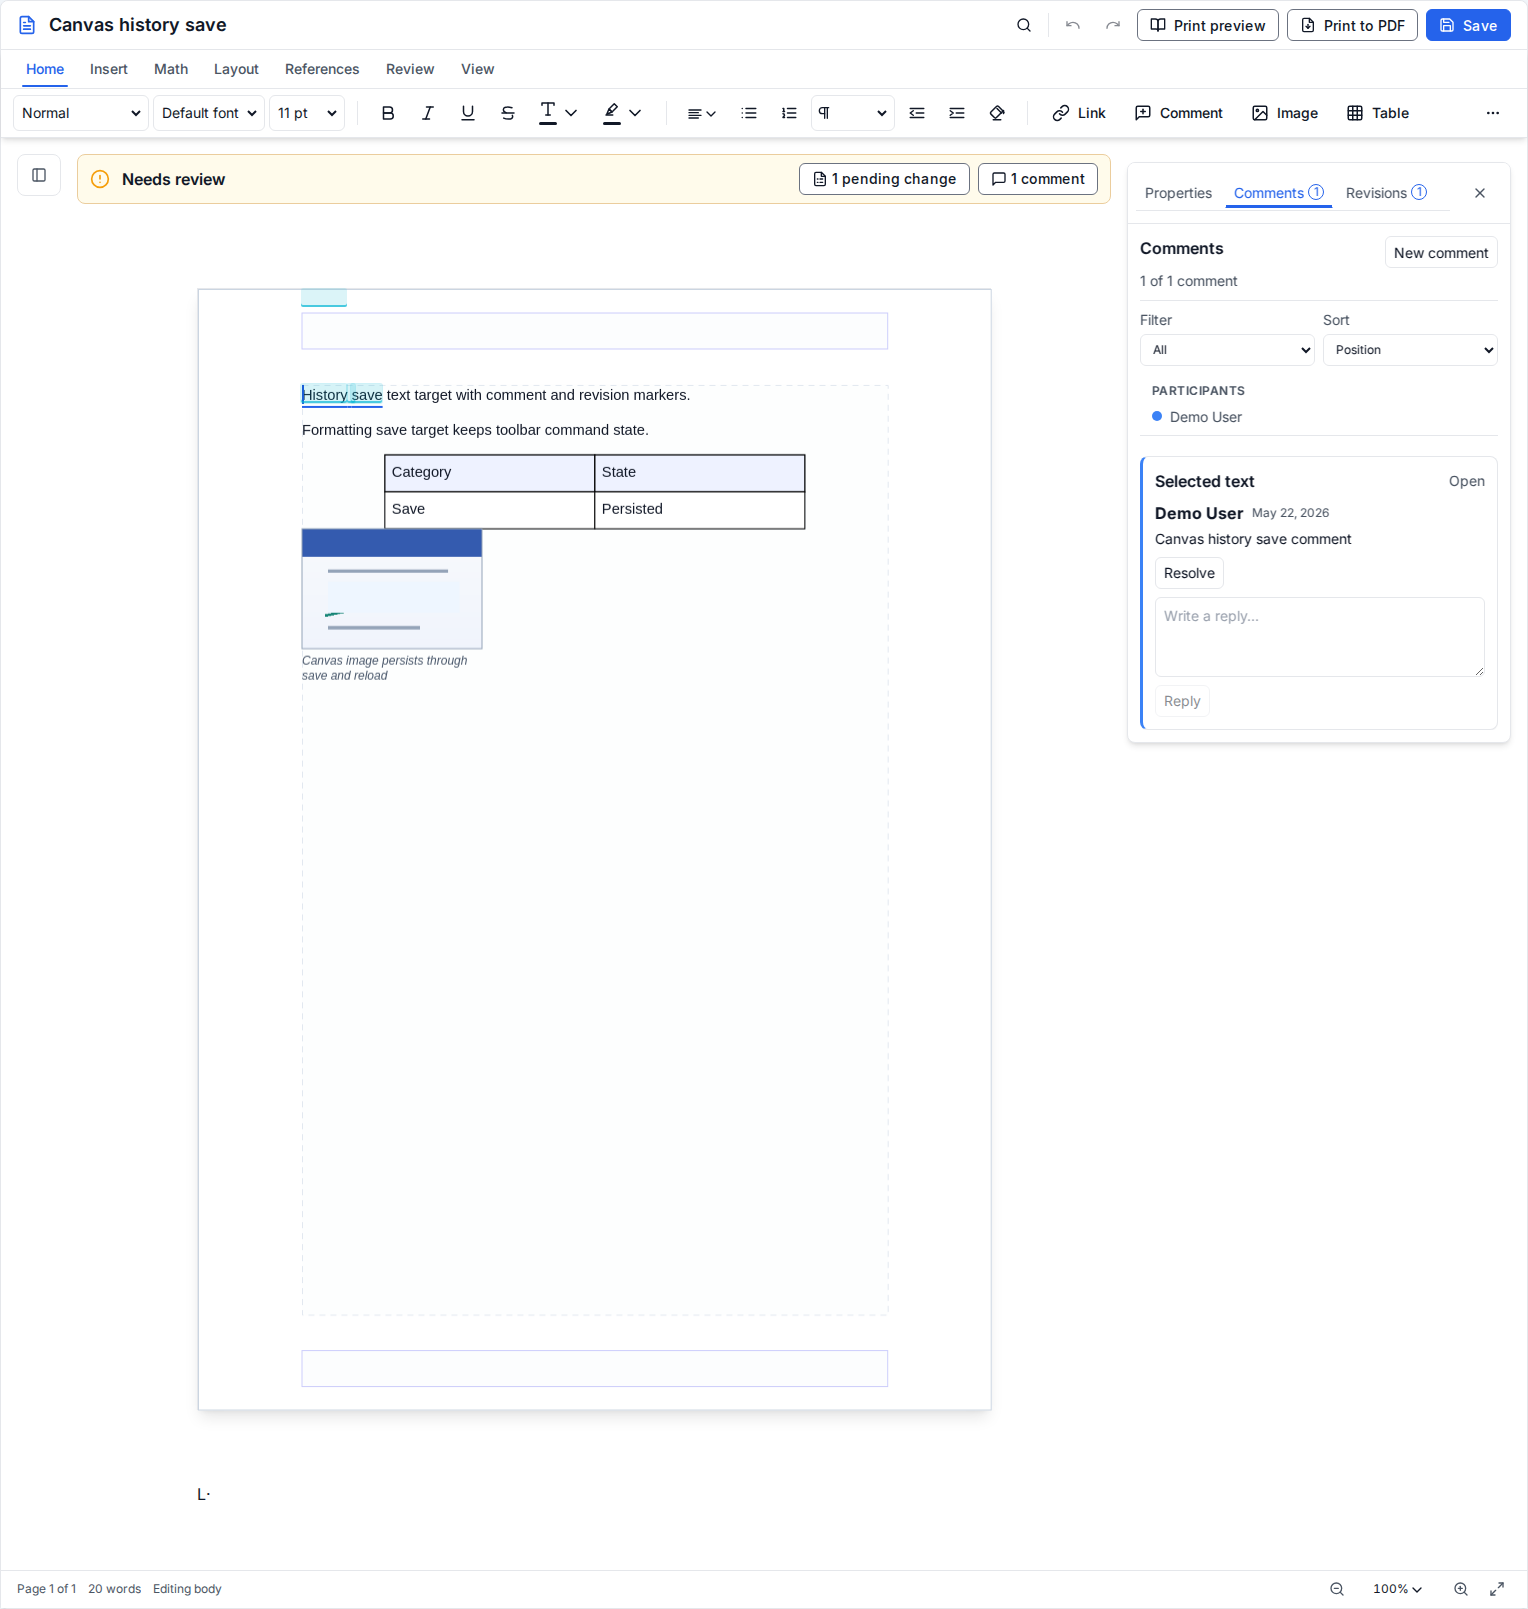 Canvas history save
Print preview
Print to PDF
Save
Home Insert Math Layout References Review View
Normal Default font 11 pt ¶ Link Comment Image Table
Needs review
1 pending change
1 comment
Properties Comments 1 Revisions 1
Comments
New comment
1 of 1 comment
Filter Sort
All Position
PARTICIPANTS
Demo User
Selected text Open
Demo User May 22, 2026
Canvas history save comment
Resolve
Write a reply...
Reply
History save text target with comment and revision markers.
Formatting save target keeps toolbar command state.
Category State
Save Persisted
Canvas image persists through
save and reload
L·
Page 1 of 1 20 words Editing body
100%